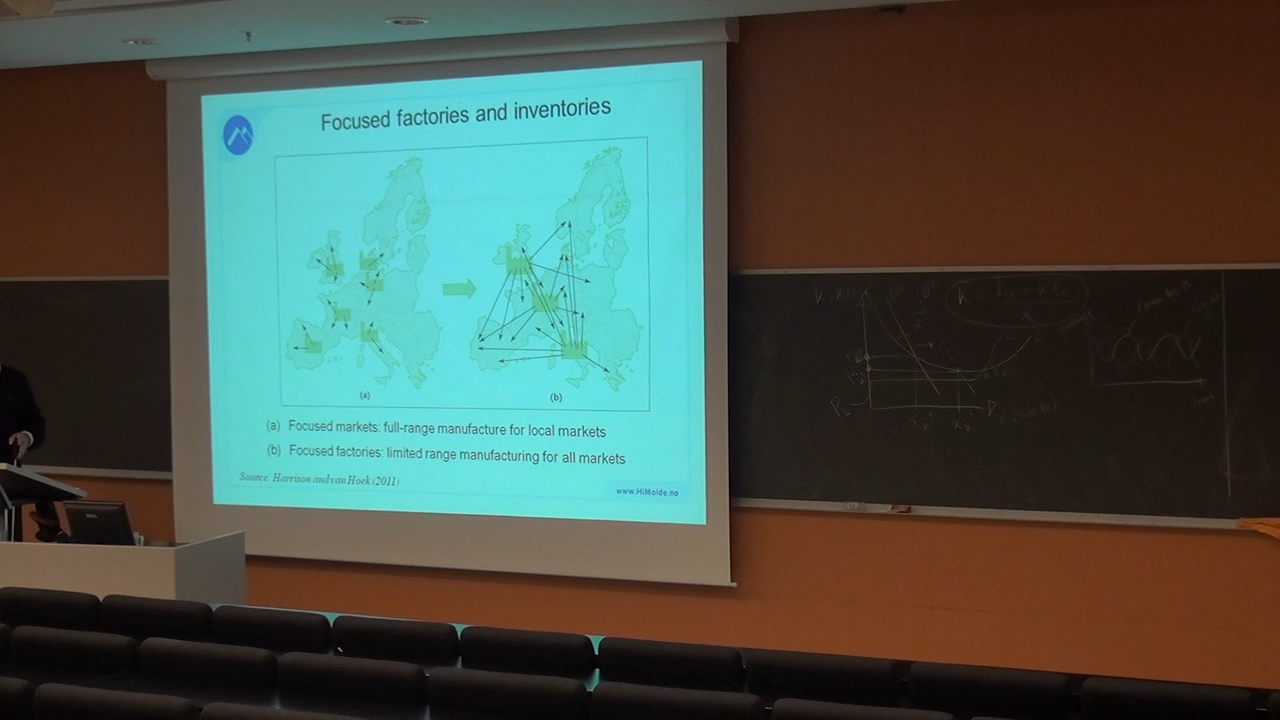 Focused factories and inventories
(a)
(b)
(a) Focused markets: full-range manufacture for local markets
(b) Focused factories: limited range manufacturing for all markets
Source: Harrison and van Hoek (2011)
www.HiMolde.no